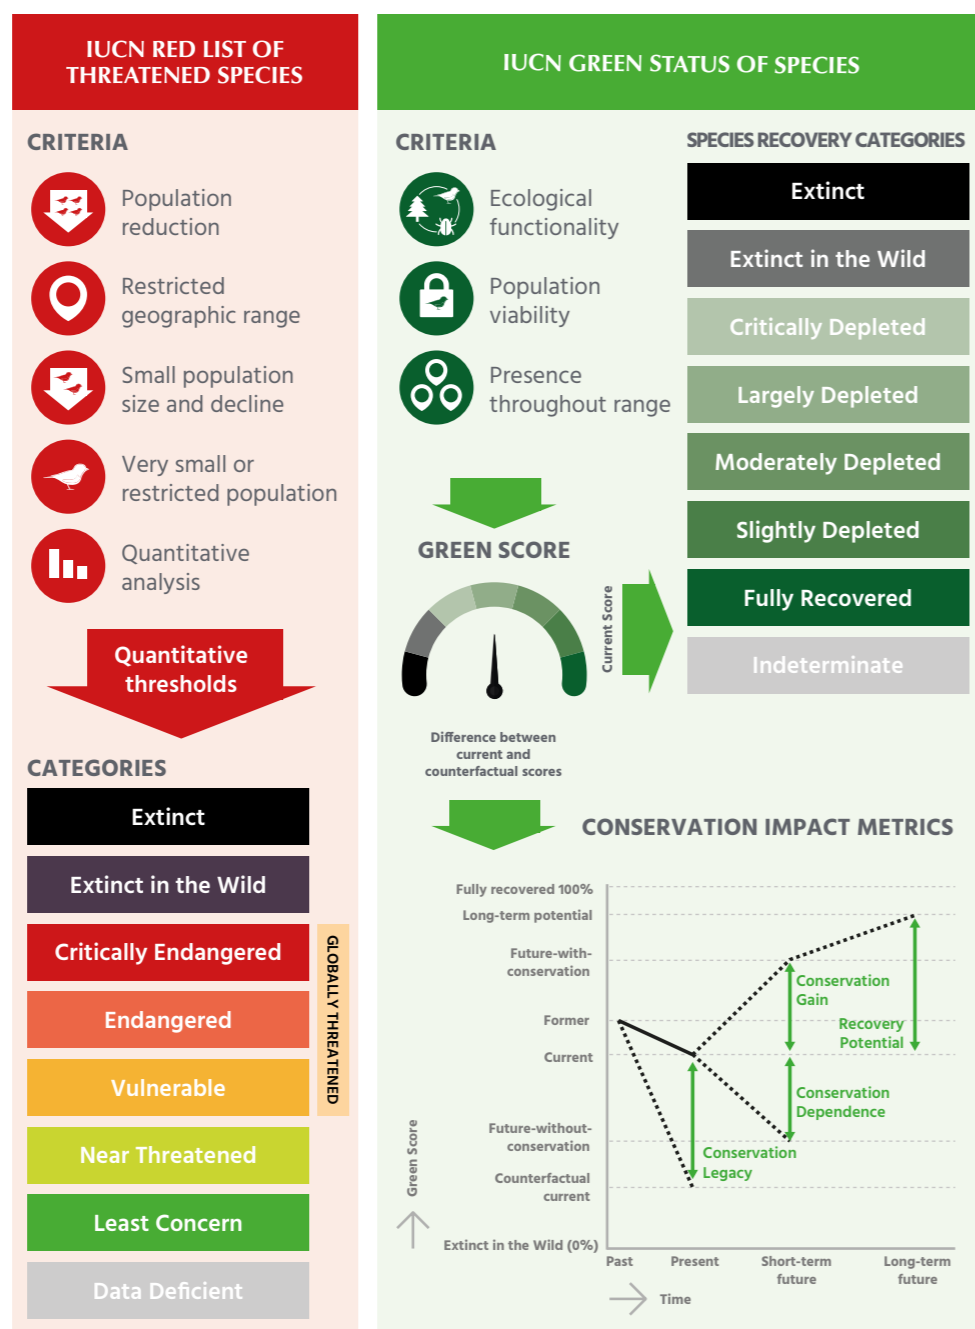 IUCN RED LIST OF
THREATENED SPECIES
CRITERIA
Population
reduction
Restricted
geographic range
Small population
size and decline
Very small or
restricted population
Quantitative
analysis
Quantitative
thresholds
CATEGORIES
Extinct
Extinct in the Wild
Critically Endangered
Endangered
Vulnerable
GLOBALLY THREATENED
Near Threatened
Least Concern
Data Deficient
IUCN GREEN STATUS OF SPECIES
CRITERIA
Ecological
functionality
Population
viability
Presence
throughout range
GREEN SCORE
Current Score
SPECIES RECOVERY CATEGORIES
Extinct
Extinct in the Wild
Critically Depleted
Largely Depleted
Moderately Depleted
Slightly Depleted
Fully Recovered
Indeterminate
Difference between
current and
counterfactual scores
CONSERVATION IMPACT METRICS
Fully recovered 100%
Long-term potential
Future-with-
conservation
Former
Current
Future-without-
conservation
Counterfactual
current
Extinct in the Wild (0%)
Green Score
Conservation
Gain
Recovery
Potential
Conservation
Dependence
Conservation
Legacy
Past
Present
Short-term
future
Long-term
future
Time